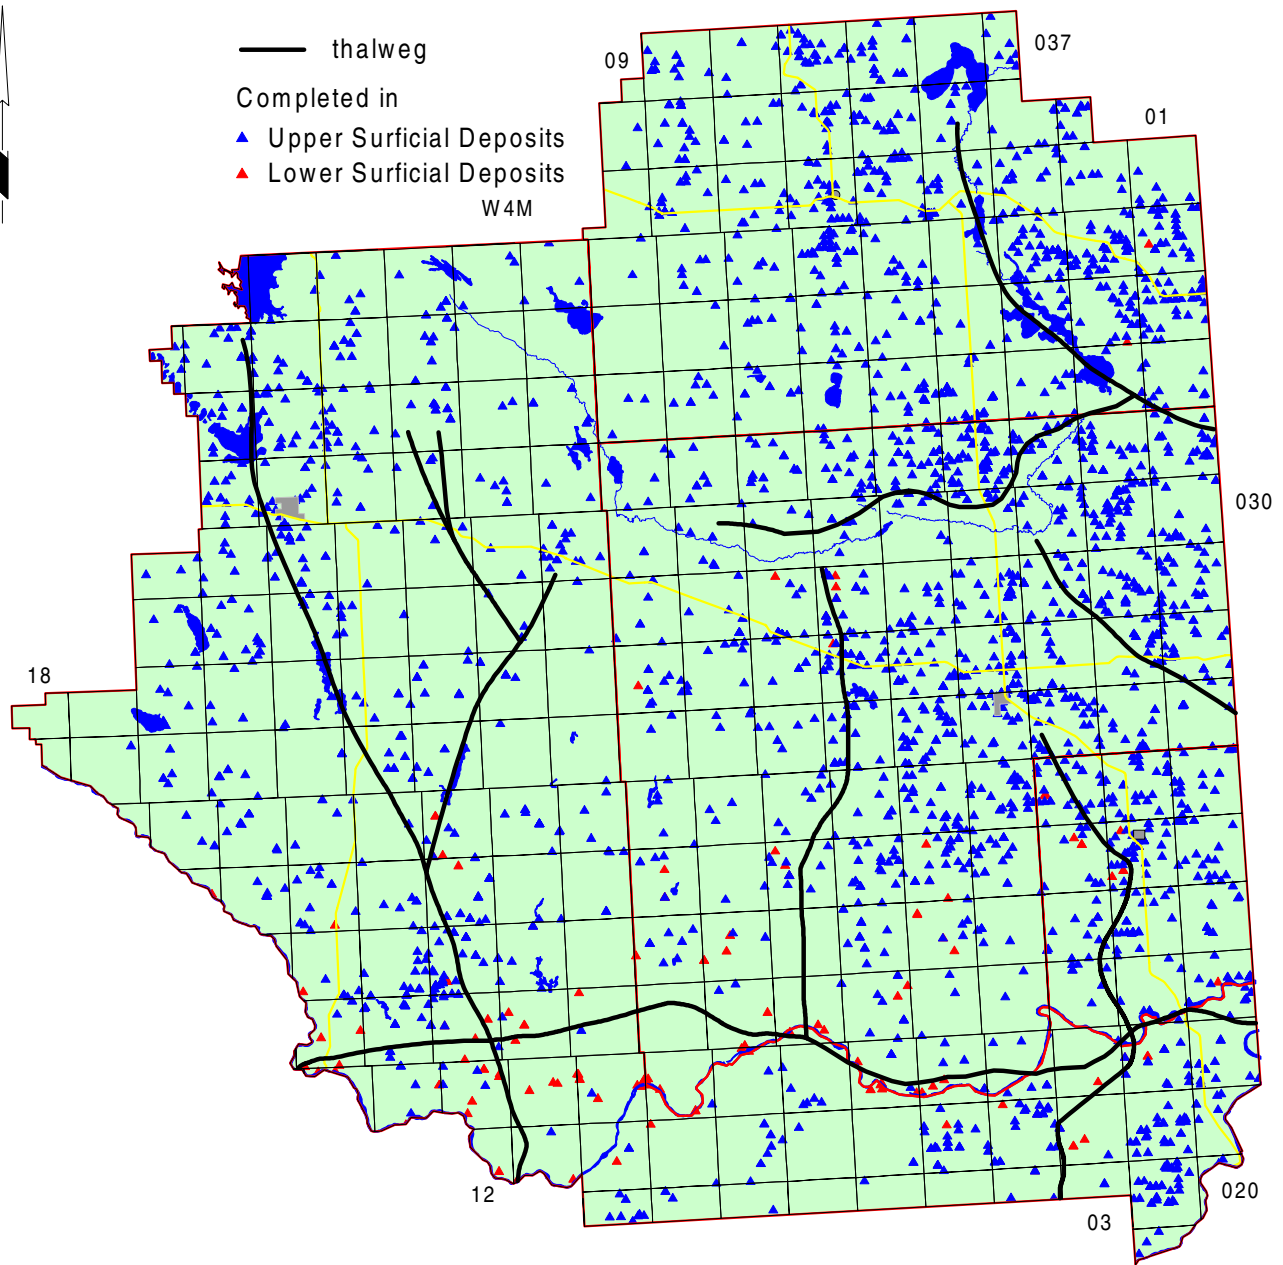 thalweg
037
09
Completed in
01
Upper Surficial Deposits
Lower Surficial Deposits
W4M
030
18
12
020
03